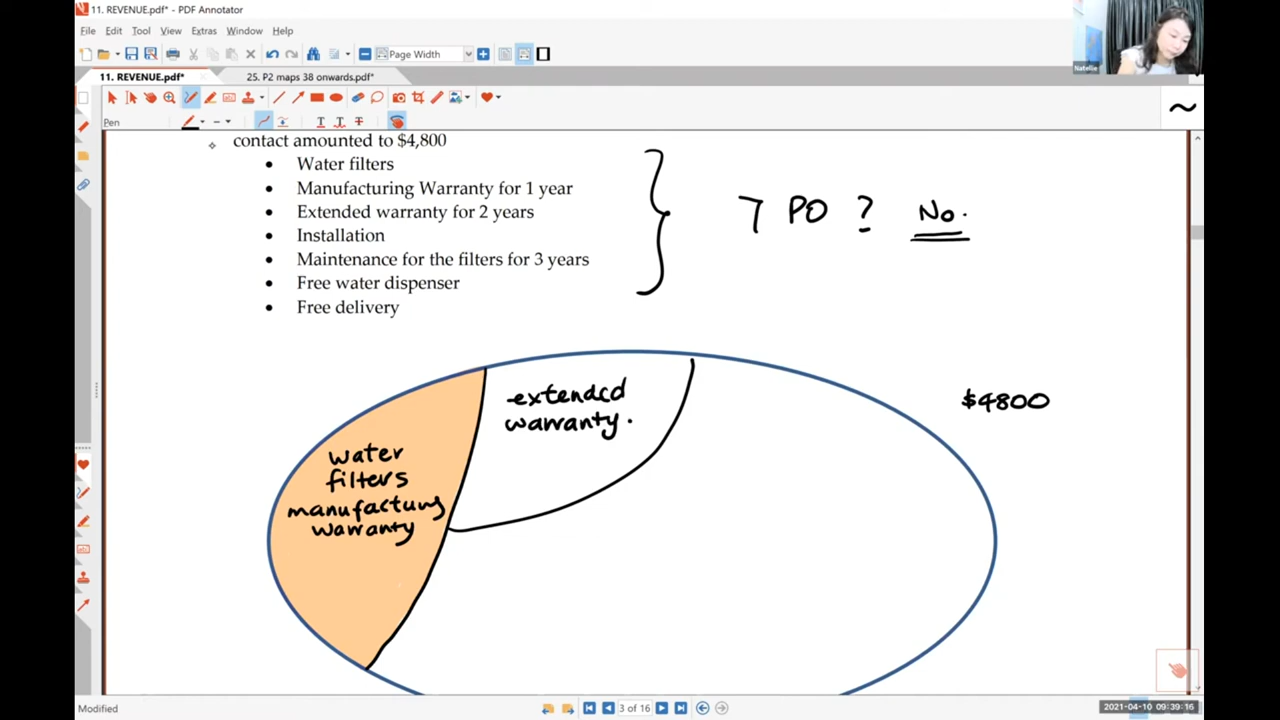 11. REVENUE.pdf* - PDF Annotator
File Edit Tool View Extras Window Help
Page Width
11. REVENUE.pdf* 25. P2 maps 38 onwards.pdf*
Pen
Natellie
~
contact amounted to $4,800
• Water filters
• Manufacturing Warranty for 1 year
• Extended warranty for 2 years
• Installation
• Maintenance for the filters for 3 years
• Free water dispenser
• Free delivery
7 PO ? No.
extended
warranty.
$4800
water
filters
manufacturing
warranty
Modified
3 of 16
2021-04-10 09:39:16